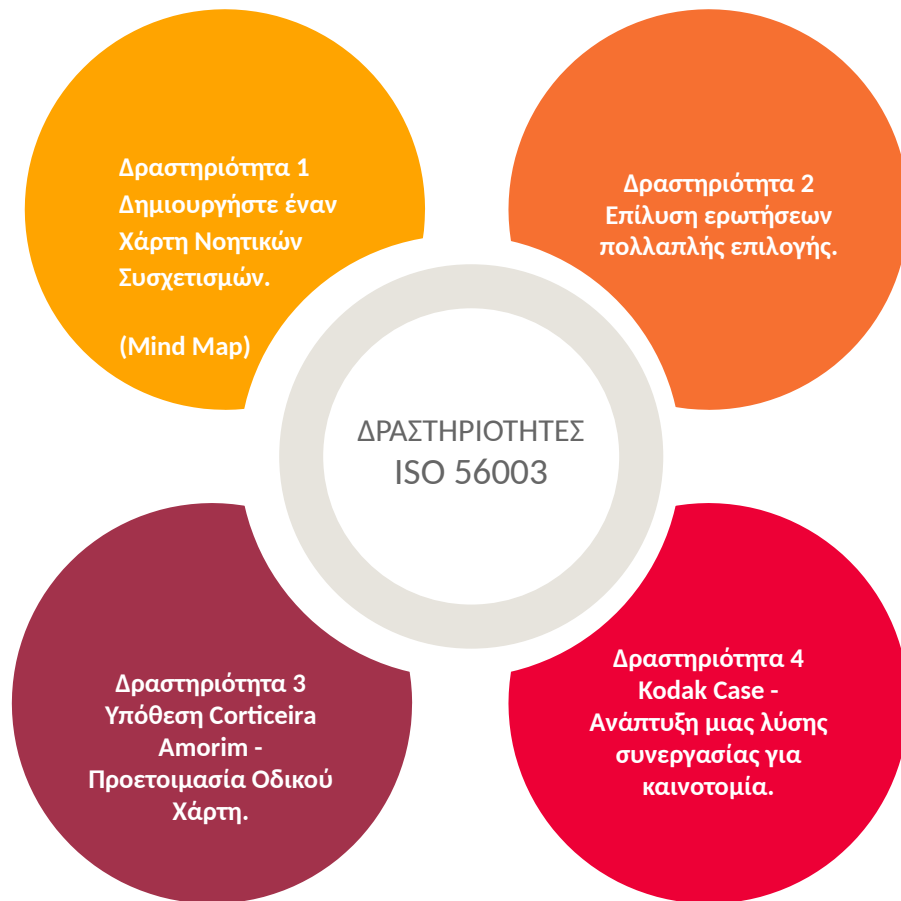 Δραστηριότητα 1
Δημιουργήστε έναν
Χάρτη Νοητικών
Συσχετισμών.
(Mind Map)
Δραστηριότητα 2
Επίλυση ερωτήσεων
πολλαπλής επιλογής.
ΔΡΑΣΤΗΡΙΟΤΗΤΕΣ
ISO 56003
Δραστηριότητα 3
Υπόθεση Corticeira
Amorim -
Προετοιμασία Οδικού
Χάρτη.
Δραστηριότητα 4
Kodak Case -
Ανάπτυξη μιας λύσης
συνεργασίας για
καινοτομία.